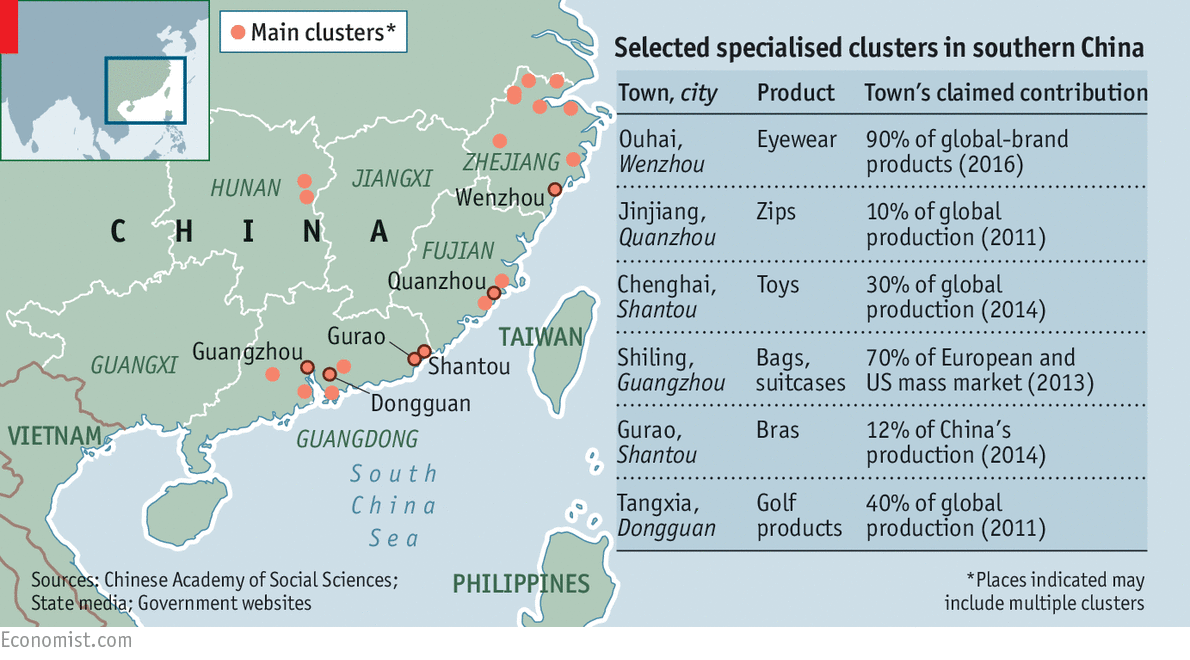 Main clusters*
ZHEJIANG
HUNAN
JIANGXI
Wenzhou
CHINA
FUJIAN
Quanzhou
Gurao
TAIWAN
Guangzhou
GUANGXI
Shantou
Dongguan
VIETNAM
GUANGDONG
South
China
Sea
PHILIPPINES
Sources: Chinese Academy of Social Sciences;
State media; Government websites
Selected specialised clusters in southern China
Town, city Product Town's claimed contribution
Ouhai, Eyewear 90% of global-brand
Wenzhou products (2016)
Jinjiang, Zips 10% of global
Quanzhou production (2011)
Chenghai, Toys 30% of global
Shantou production (2014)
Shiling, Bags, 70% of European and
Guangzhou suitcases US mass market (2013)
Gurao, Bras 12% of China's
Shantou production (2014)
Tangxia, Golf 40% of global
Dongguan products production (2011)
*Places indicated may
include multiple clusters
Economist.com